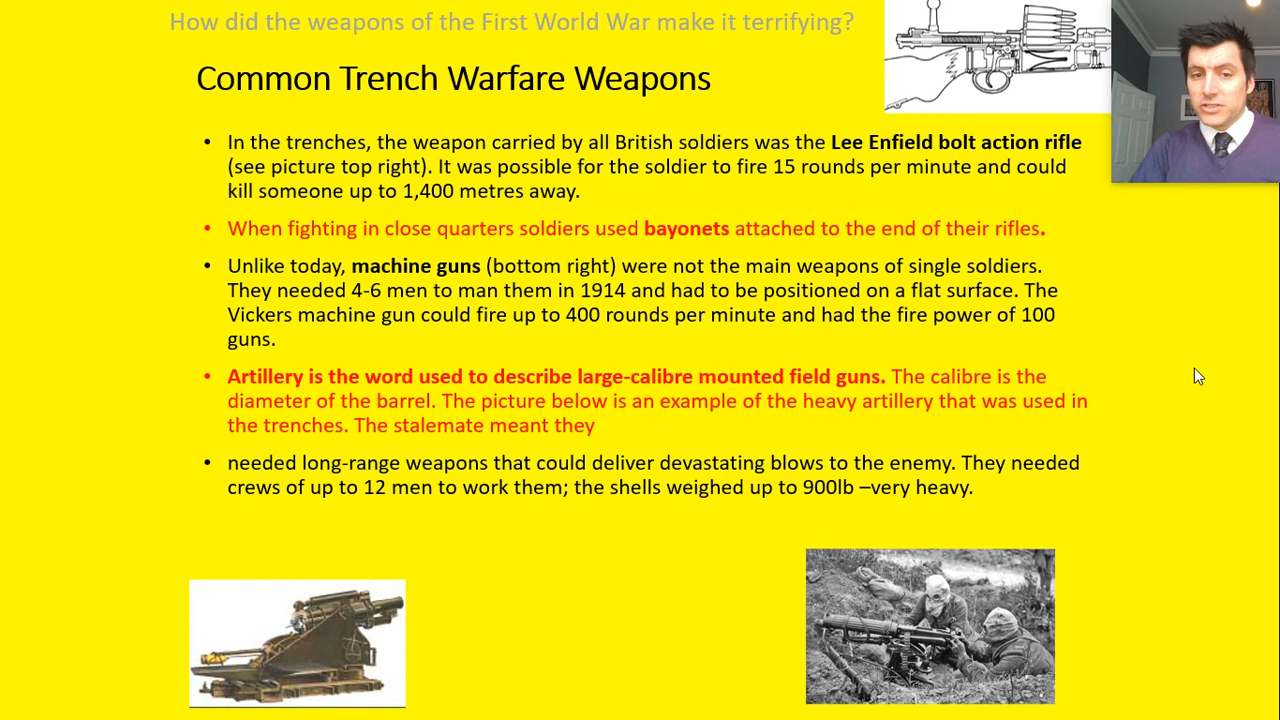 How did the weapons of the First World War make it terrifying?
Common Trench Warfare Weapons
• In the trenches, the weapon carried by all British soldiers was the Lee Enfield bolt action rifle
(see picture top right). It was possible for the soldier to fire 15 rounds per minute and could
kill someone up to 1,400 metres away.
• When fighting in close quarters soldiers used bayonets attached to the end of their rifles.
• Unlike today, machine guns (bottom right) were not the main weapons of single soldiers.
They needed 4-6 men to man them in 1914 and had to be positioned on a flat surface. The
Vickers machine gun could fire up to 400 rounds per minute and had the fire power of 100
guns.
• Artillery is the word used to describe large-calibre mounted field guns. The calibre is the
diameter of the barrel. The picture below is an example of the heavy artillery that was used in
the trenches. The stalemate meant they
• needed long-range weapons that could deliver devastating blows to the enemy. They needed
crews of up to 12 men to work them; the shells weighed up to 900lb –very heavy.